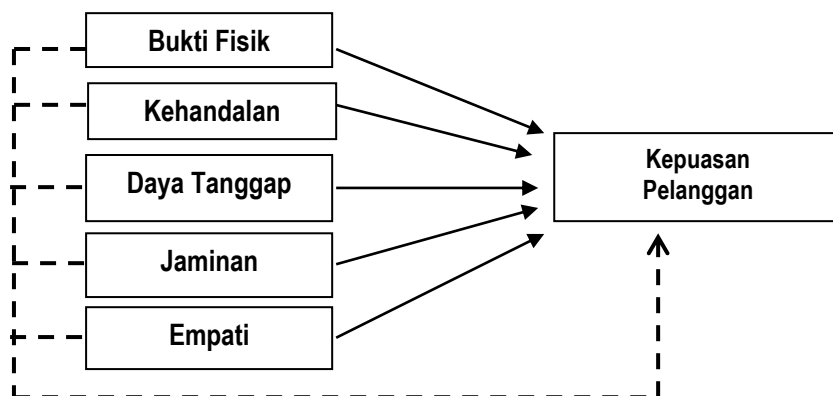 Bukti Fisik
Kehandalan
Daya Tanggap
Jaminan
Empati
Kepuasan
Pelanggan